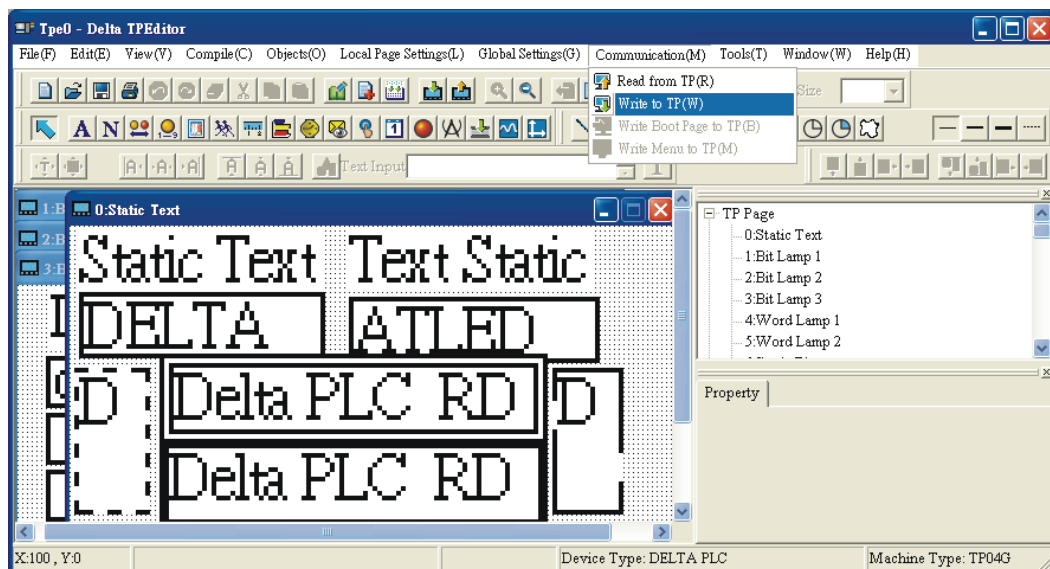 Tpe0 - Delta TPEditor
File(F) Edit(E) View(V) Compile(C) Objects(O) Local Page Settings(L) Global Settings(G) Communication(M) Tools(T) Window(W) Help(H)
Read from TP(R)
Write to TP(W)
Write Boot Page to TP(B)
Write Menu to TP(M)
Size
A N
Text Input
1:B
2:B
3:B
0:Static Text
Static Text Text Static
DELTA ATLED
D Delta PLC RD D
Delta PLC RD
TP Page
0:Static Text
1:Bit Lamp 1
2:Bit Lamp 2
3:Bit Lamp 3
4:Word Lamp 1
5:Word Lamp 2
Property
X:100 , Y:0 Device Type: DELTA PLC Machine Type: TP04G